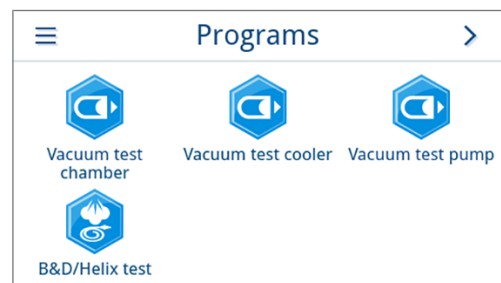 Programs
Vacuum test
chamber
Vacuum test cooler
Vacuum test pump
B&D/Helix test